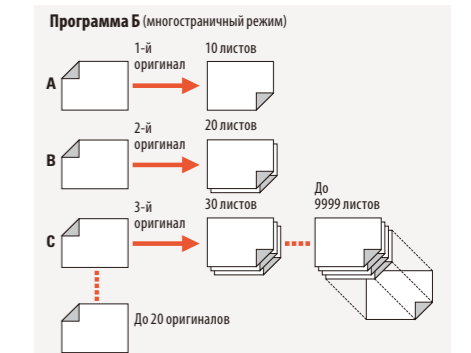 Программа Б (многостраничный режим)
1-й
оригинал
10 листов
A
2-й
оригинал
20 листов
B
До
9999 листов
3-й
оригинал
30 листов
C
До 20 оригиналов